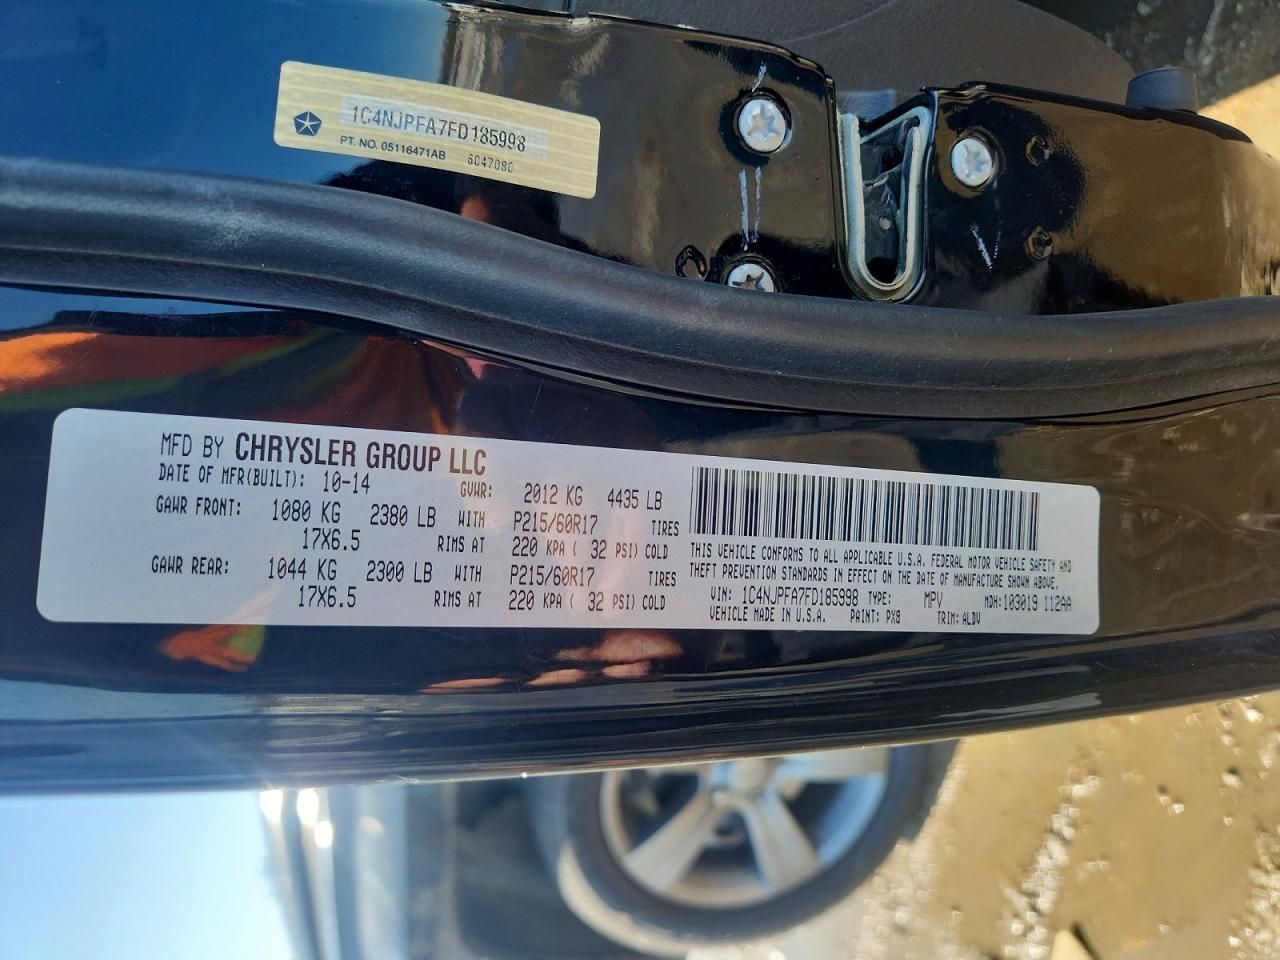 1C4NJPFA7FD185998
PT. NO. 05116471AB 5047080
MFD BY CHRYSLER GROUP LLC
DATE OF MFR(BUILT): 10-14 GVWR: 2012 KG 4435 LB
GAWR FRONT: 1080 KG 2380 LB WITH P215/60R17 TIRES
17X6.5 RIMS AT 220 KPA ( 32 PSI) COLD
GAWR REAR: 1044 KG 2300 LB WITH P215/60R17 TIRES
17X6.5 RIMS AT 220 KPA ( 32 PSI) COLD
THIS VEHICLE CONFORMS TO ALL APPLICABLE U.S.A. FEDERAL MOTOR VEHICLE SAFETY AND
THEFT PREVENTION STANDARDS IN EFFECT ON THE DATE OF MANUFACTURE SHOWN ABOVE.
VIN: 1C4NJPFA7FD185998 TYPE: MPV MDH:103019 112AA
VEHICLE MADE IN U.S.A. PAINT: PX8 TRIM: ALDV